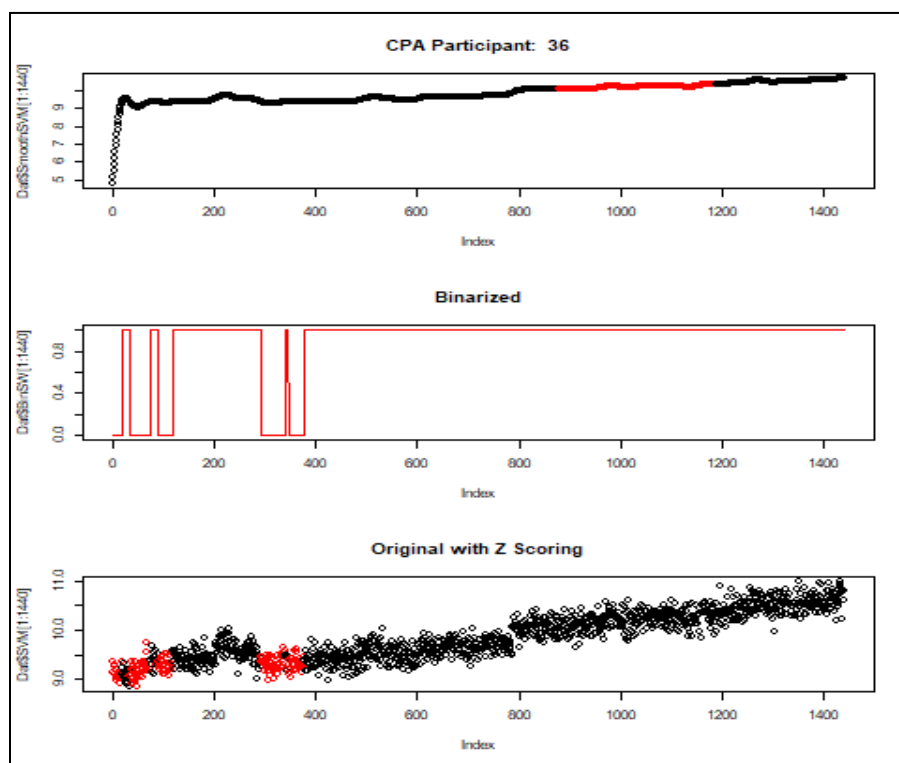 CPA Participant: 36
Dat$SmoothSVM[1:1440]
9
8
7
6
5
0 200 400 600 800 1000 1200 1400
Index
Binarized
Dat$BinSW[1:1440]
0.8
0.4
0.0
0 200 400 600 800 1000 1200 1400
Index
Original with Z Scoring
Dat$SVM[1:1440]
11.0
10.0
9.0
0 200 400 600 800 1000 1200 1400
Index